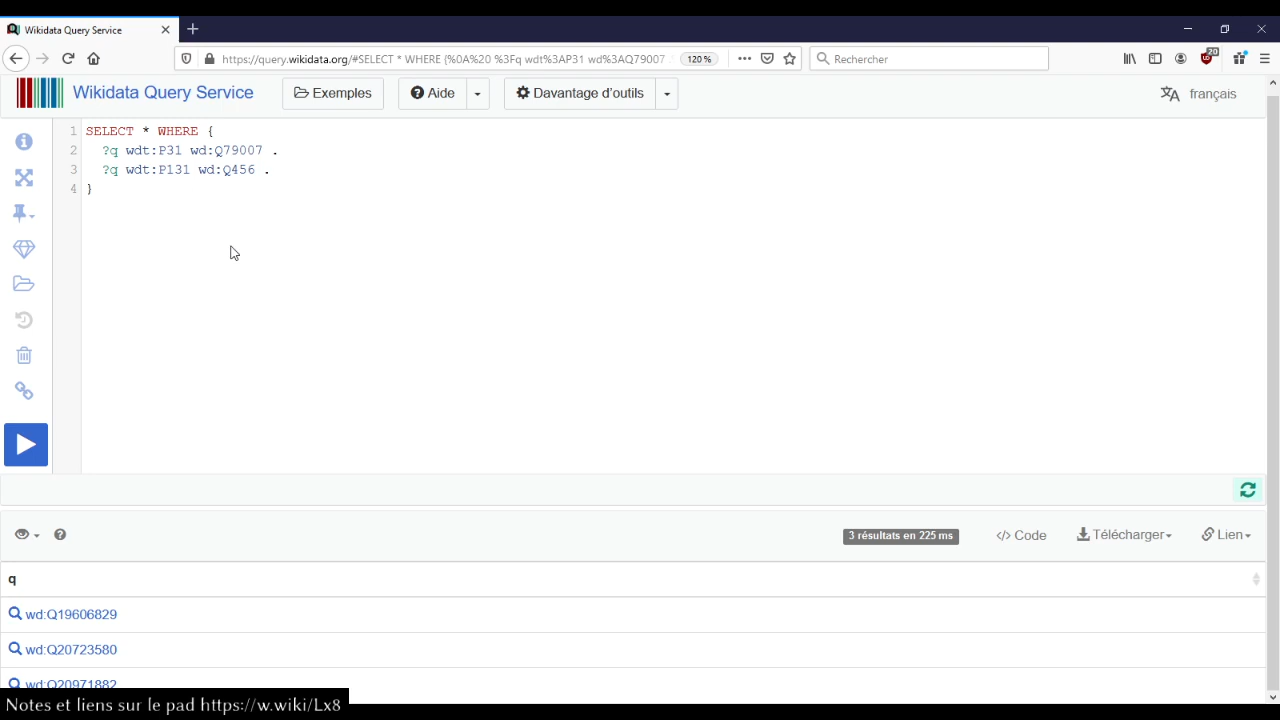 Wikidata Query Service
https://query.wikidata.org/#SELECT * WHERE {%0A%20 %3Fq wdt%3AP31 wd%3AQ79007
120 %
Rechercher
20
Wikidata Query Service
Exemples
Aide
Davantage d'outils
français
1 SELECT * WHERE {
2 ?q wdt:P31 wd:Q79007 .
3 ?q wdt:P131 wd:Q456 .
4 }
3 résultats en 225 ms
</> Code
Télécharger
Lien
q
wd:Q19606829
wd:Q20723580
wd:Q20971882
Notes et liens sur le pad https://w.wiki/Lx8